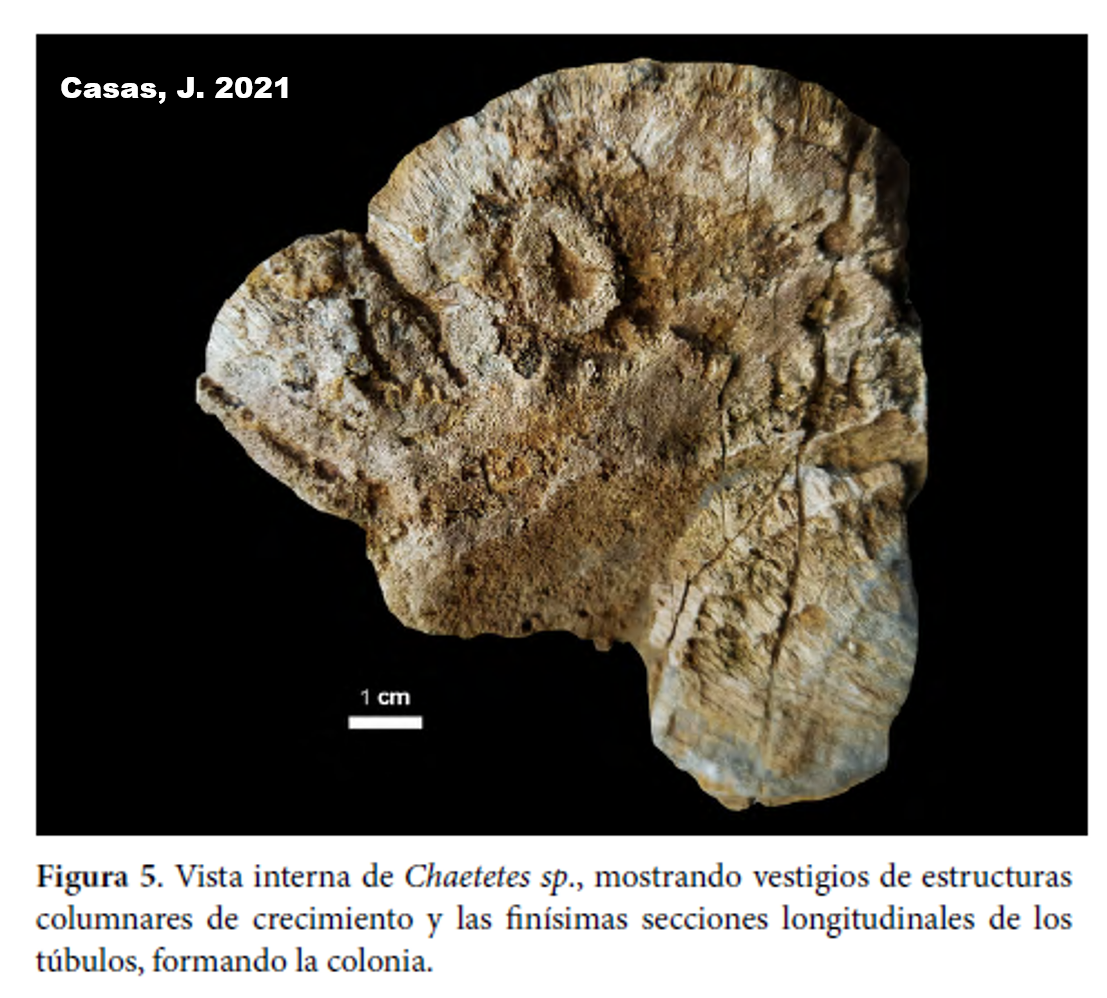 Casas, J. 2021
1 cm
Figura 5. Vista interna de Chaetetes sp., mostrando vestigios de estructuras
columnares de crecimiento y las finísimas secciones longitudinales de los
túbulos, formando la colonia.